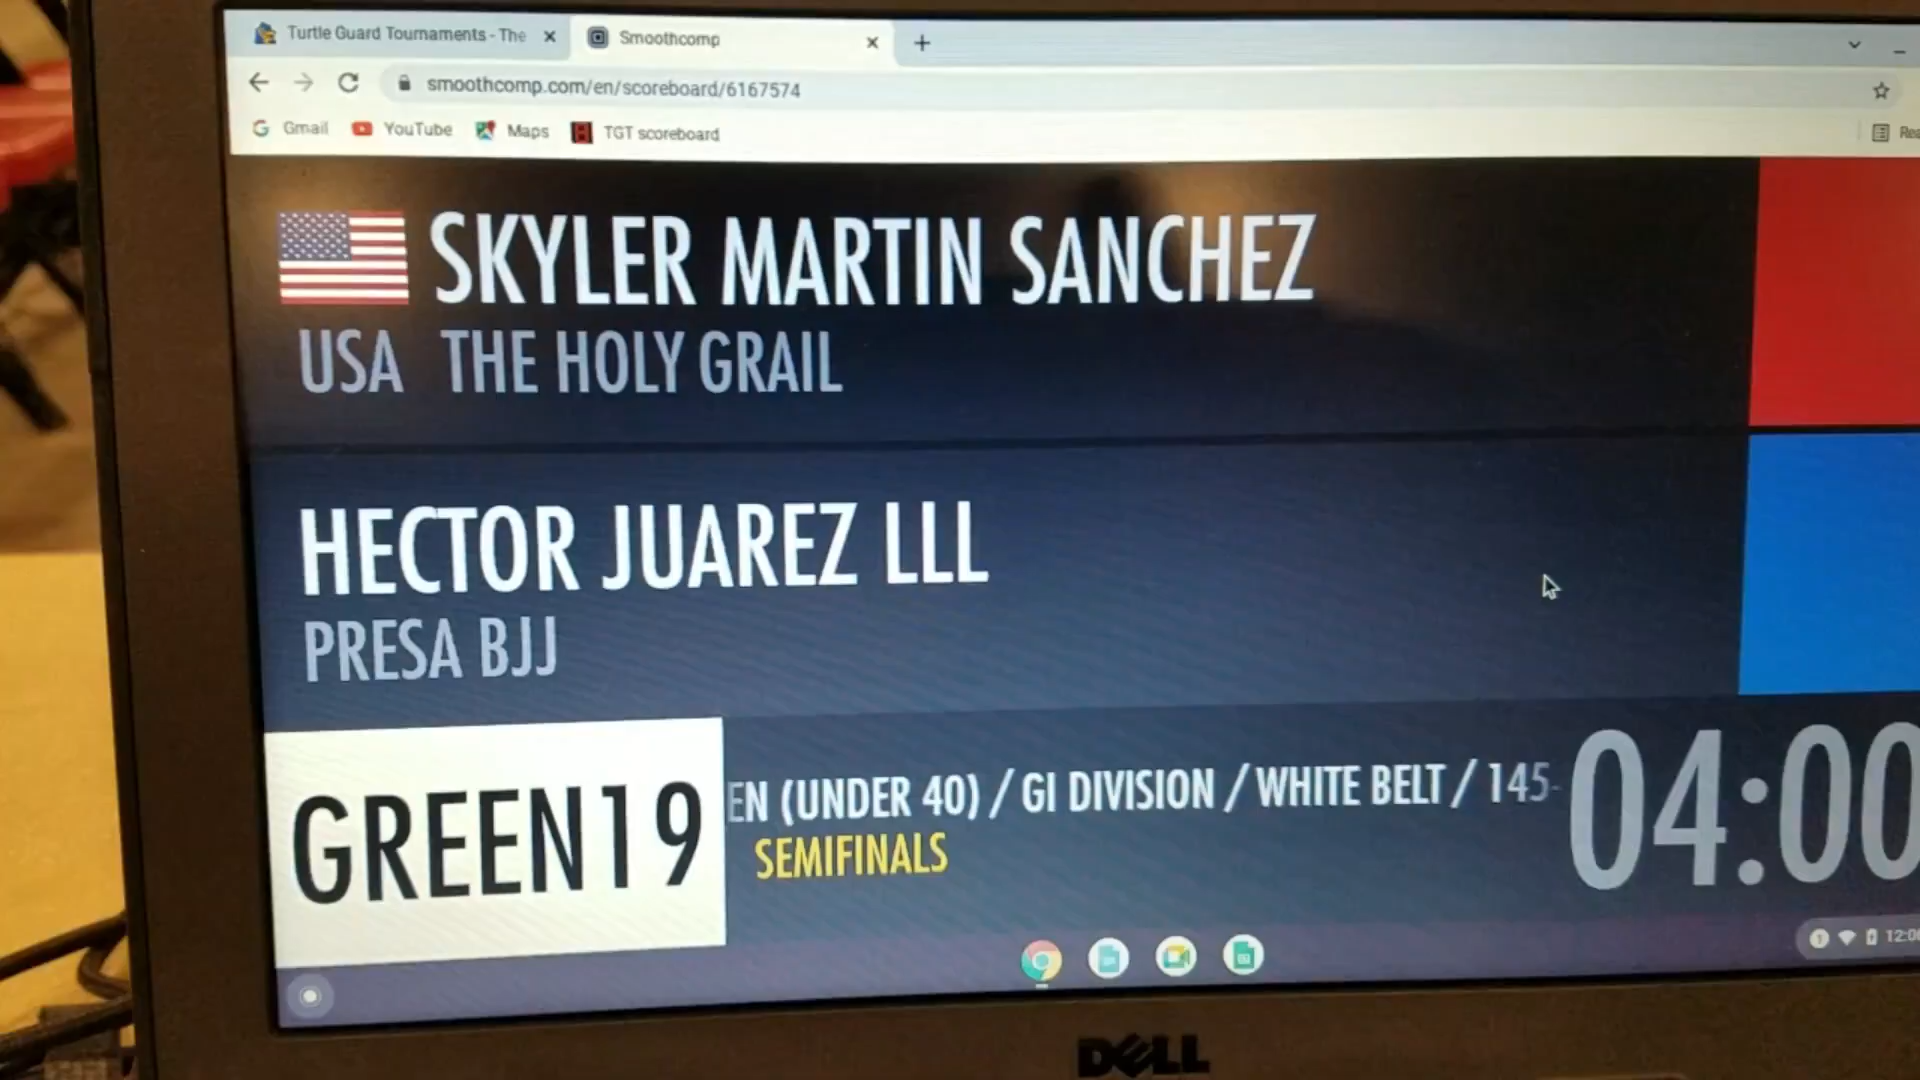 Turtle Guard Tournaments - The
Smoothcomp
smoothcomp.com/en/scoreboard/6167574
Gmail YouTube Maps TGT scoreboard
SKYLER MARTIN SANCHEZ
USA THE HOLY GRAIL
HECTOR JUAREZ LLL
PRESA BJJ
GREEN19
EN (UNDER 40) / GI DIVISION / WHITE BELT / 145-
SEMIFINALS
04:00
DELL